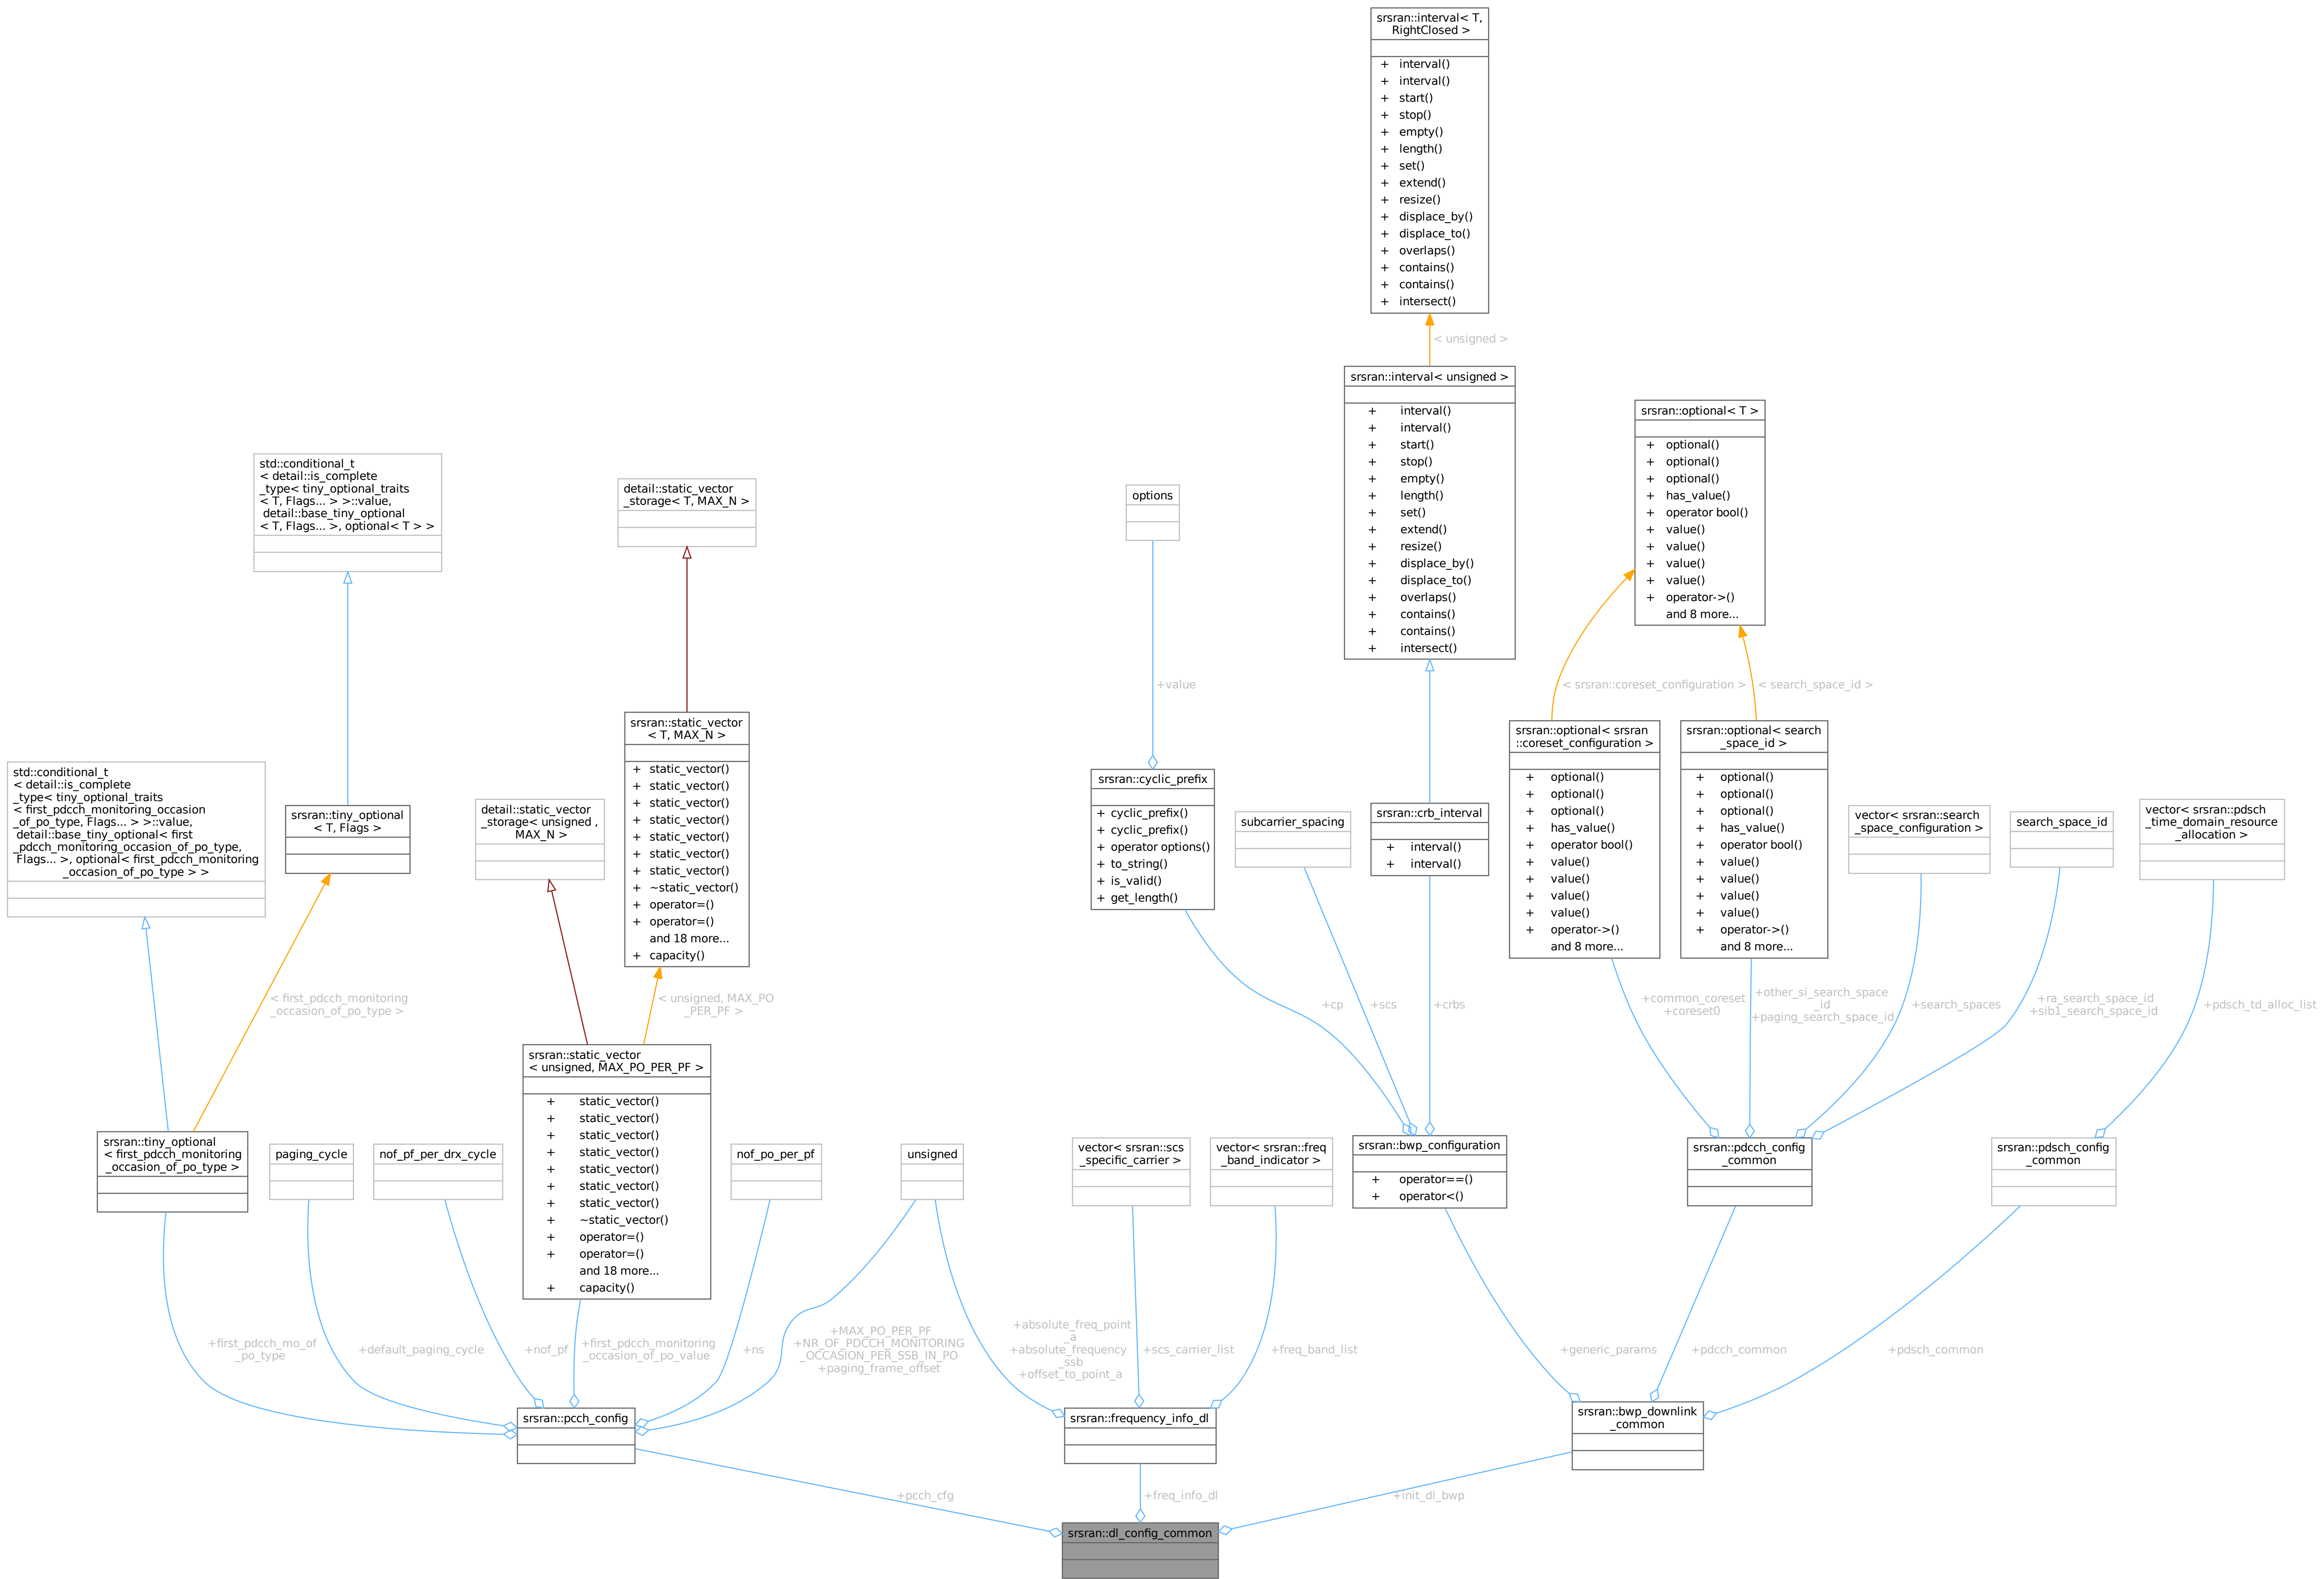 srsran::interval< T,
RightClosed >
+ interval()
+ interval()
+ start()
+ stop()
+ empty()
+ length()
+ set()
+ extend()
+ resize()
+ displace_by()
+ displace_to()
+ overlaps()
+ contains()
+ contains()
+ intersect()
< unsigned >
srsran::interval< unsigned >
+ interval()
+ interval()
+ start()
+ stop()
+ empty()
+ length()
+ set()
+ extend()
+ resize()
+ displace_by()
+ displace_to()
+ overlaps()
+ contains()
+ contains()
+ intersect()
srsran::optional< T >
+ optional()
+ optional()
+ optional()
+ has_value()
+ operator bool()
+ value()
+ value()
+ value()
+ value()
+ operator->()
and 8 more...
std::conditional_t
< detail::is_complete
_type< tiny_optional_traits
< T, Flags... > >::value,
detail::base_tiny_optional
< T, Flags... >, optional< T > >
detail::static_vector
_storage< T, MAX_N >
options
+value
< srsran::coreset_configuration >
< search_space_id >
srsran::static_vector
< T, MAX_N >
+ static_vector()
+ static_vector()
+ static_vector()
+ static_vector()
+ static_vector()
+ static_vector()
+ static_vector()
+ ~static_vector()
+ operator=()
+ operator=()
and 18 more...
+ capacity()
srsran::optional< srsran
::coreset_configuration >
+ optional()
+ optional()
+ optional()
+ has_value()
+ operator bool()
+ value()
+ value()
+ value()
+ value()
+ operator->()
and 8 more...
srsran::optional< search
_space_id >
+ optional()
+ optional()
+ optional()
+ has_value()
+ operator bool()
+ value()
+ value()
+ value()
+ value()
+ operator->()
and 8 more...
std::conditional_t
< detail::is_complete
_type< tiny_optional_traits
< first_pdcch_monitoring_occasion
_of_po_type, Flags... > >::value,
detail::base_tiny_optional< first
_pdcch_monitoring_occasion_of_po_type,
Flags... >, optional< first_pdcch_monitoring
_occasion_of_po_type > >
srsran::tiny_optional
< T, Flags >
detail::static_vector
_storage< unsigned ,
MAX_N >
srsran::cyclic_prefix
+ cyclic_prefix()
+ cyclic_prefix()
+ operator options()
+ to_string()
+ is_valid()
+ get_length()
subcarrier_spacing
srsran::crb_interval
+ interval()
+ interval()
vector< srsran::search
_space_configuration >
search_space_id
vector< srsran::pdsch
_time_domain_resource
_allocation >
< first_pdcch_monitoring
_occasion_of_po_type >
< unsigned, MAX_PO
_PER_PF >
+cp
+scs
+crbs
+common_coreset
+coreset0
+other_si_search_space
_id
+paging_search_space_id
+search_spaces
+ra_search_space_id
+sib1_search_space_id
+pdsch_td_alloc_list
srsran::static_vector
< unsigned, MAX_PO_PER_PF >
+ static_vector()
+ static_vector()
+ static_vector()
+ static_vector()
+ static_vector()
+ static_vector()
+ static_vector()
+ ~static_vector()
+ operator=()
+ operator=()
and 18 more...
+ capacity()
srsran::tiny_optional
< first_pdcch_monitoring
_occasion_of_po_type >
paging_cycle
nof_pf_per_drx_cycle
nof_po_per_pf
unsigned
vector< srsran::scs
_specific_carrier >
vector< srsran::freq
_band_indicator >
srsran::bwp_configuration
+ operator==()
+ operator<()
srsran::pdcch_config
_common
srsran::pdsch_config
_common
+first_pdcch_mo_of
_po_type
+default_paging_cycle
+nof_pf
+first_pdcch_monitoring
_occasion_of_po_value
+ns
+MAX_PO_PER_PF
+NR_OF_PDCCH_MONITORING
_OCCASION_PER_SSB_IN_PO
+paging_frame_offset
+absolute_freq_point
_a
+absolute_frequency
_ssb
+offset_to_point_a
+scs_carrier_list
+freq_band_list
+generic_params
+pdcch_common
+pdsch_common
srsran::pcch_config
srsran::frequency_info_dl
srsran::bwp_downlink
_common
+pcch_cfg
+freq_info_dl
+init_dl_bwp
srsran::dl_config_common